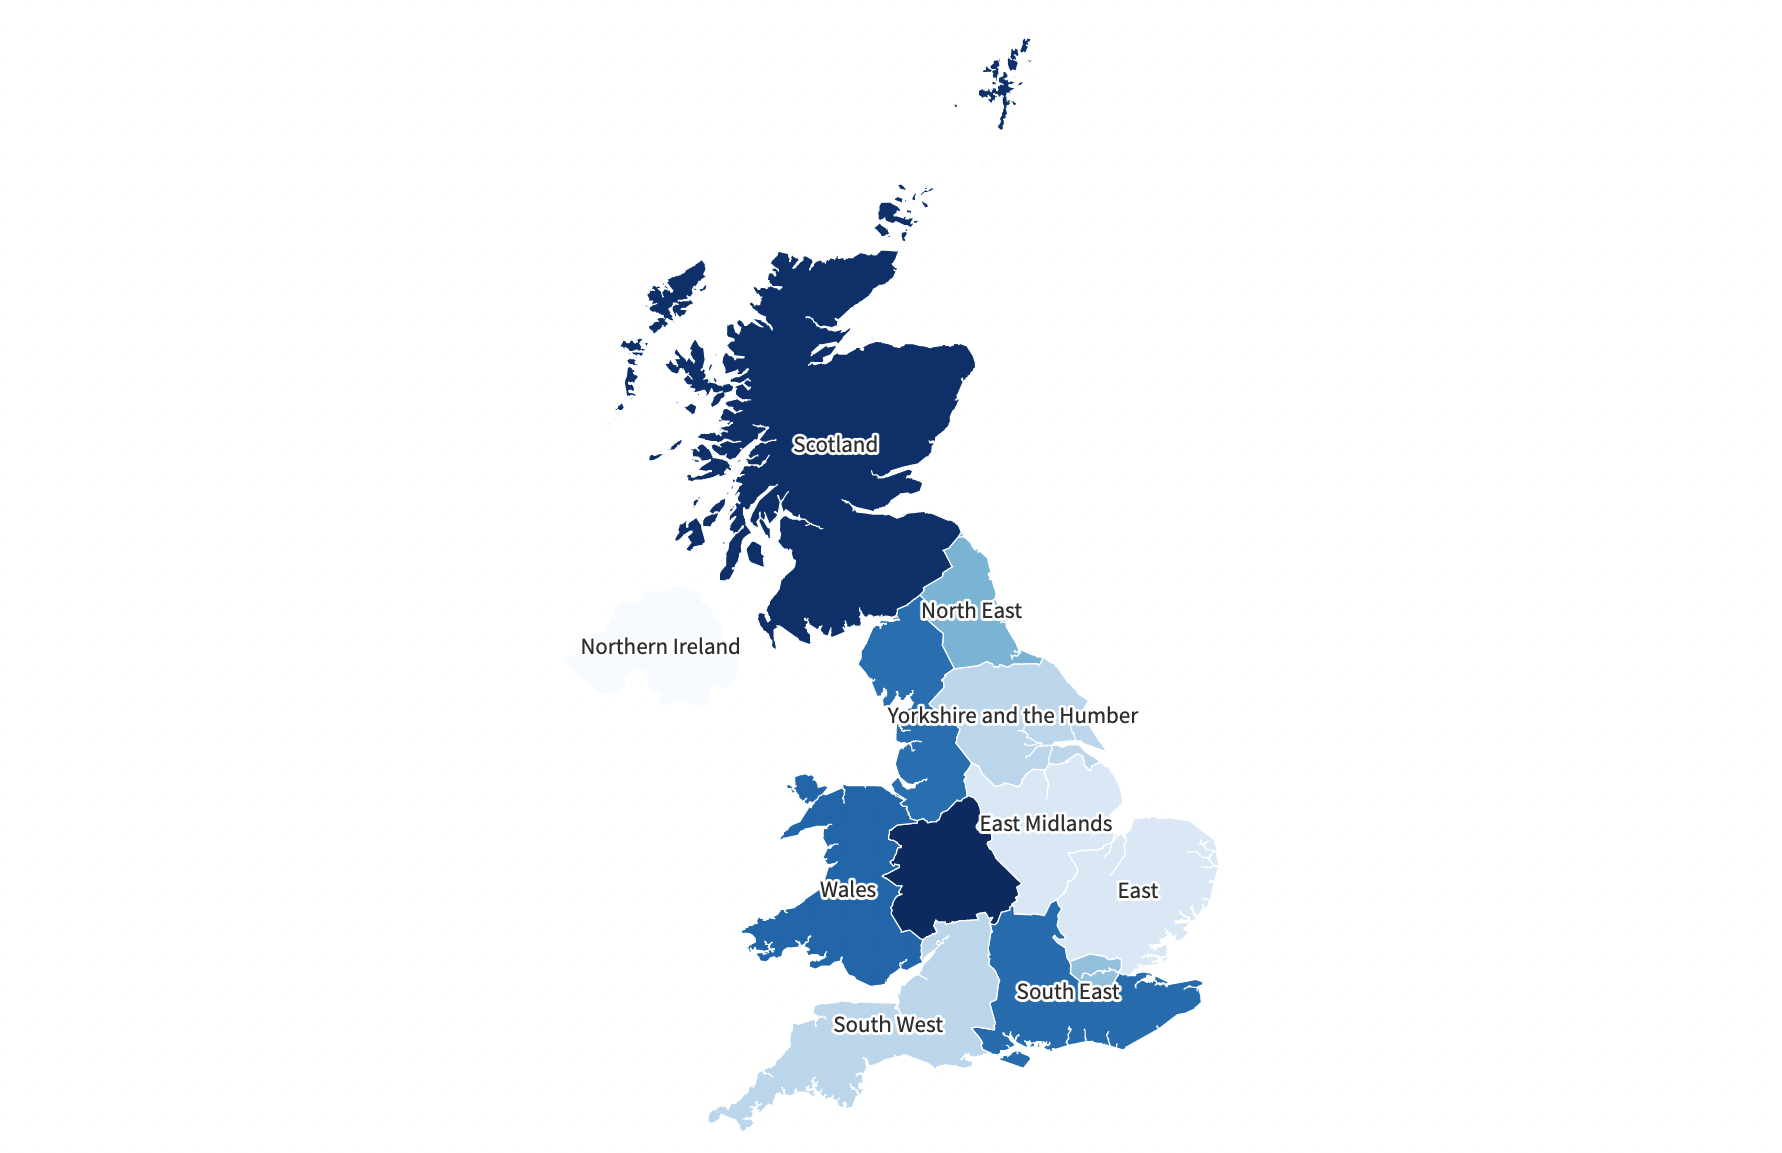 Scotland
North East
Northern Ireland
Yorkshire and the Humber
East Midlands
Wales
East
South East
South West